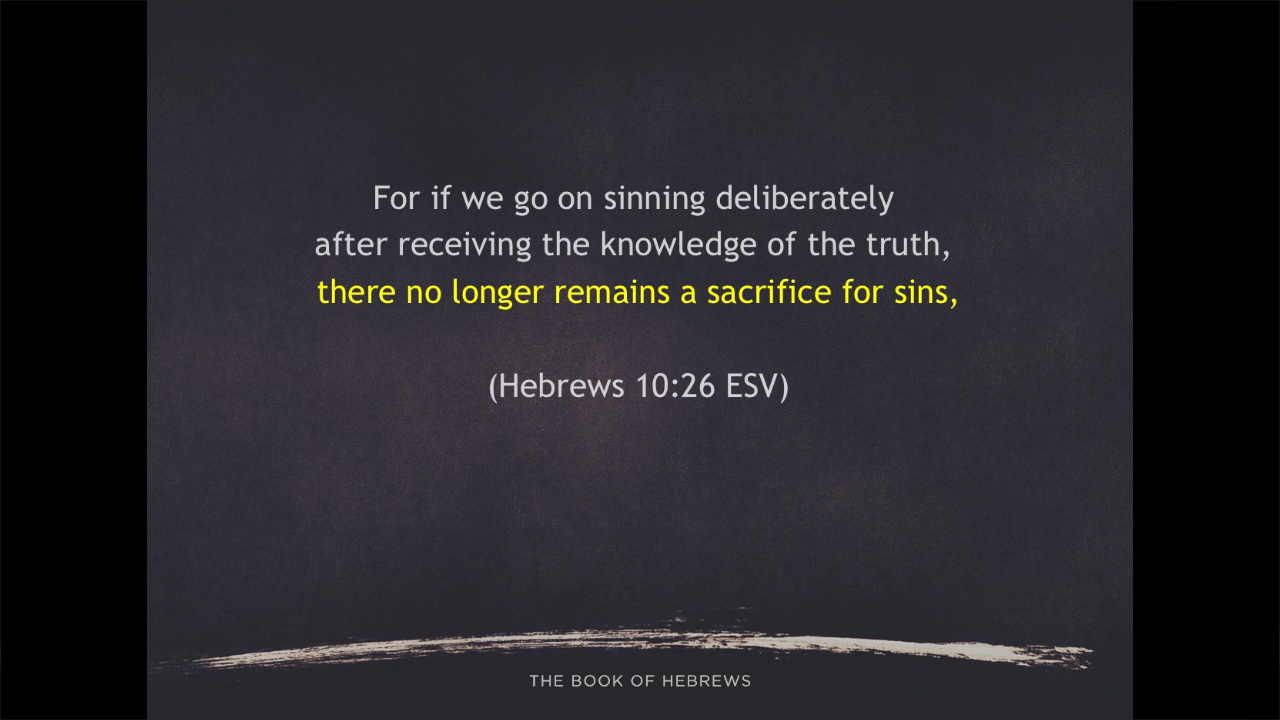 For if we go on sinning deliberately
after receiving the knowledge of the truth,
there no longer remains a sacrifice for sins,
(Hebrews 10:26 ESV)
THE BOOK OF HEBREWS